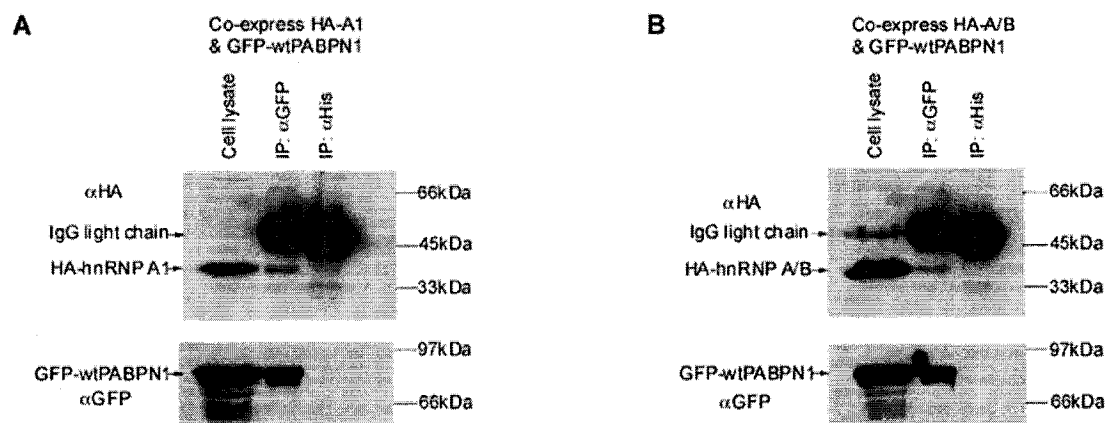 A
Co-express HA-A1
& GFP-wtPABPN1
Cell lysate
IP: αGFP
IP: αHis
αHA
IgG light chain
HA-hnRNP A1
66kDa
45kDa
33kDa
GFP-wtPABPN1
αGFP
97kDa
66kDa
B
Co-express HA-A/B
& GFP-wtPABPN1
Cell lysate
IP: αGFP
IP: αHis
αHA
IgG light chain
HA-hnRNP A/B
66kDa
45kDa
33kDa
GFP-wtPABPN1
αGFP
97kDa
66kDa